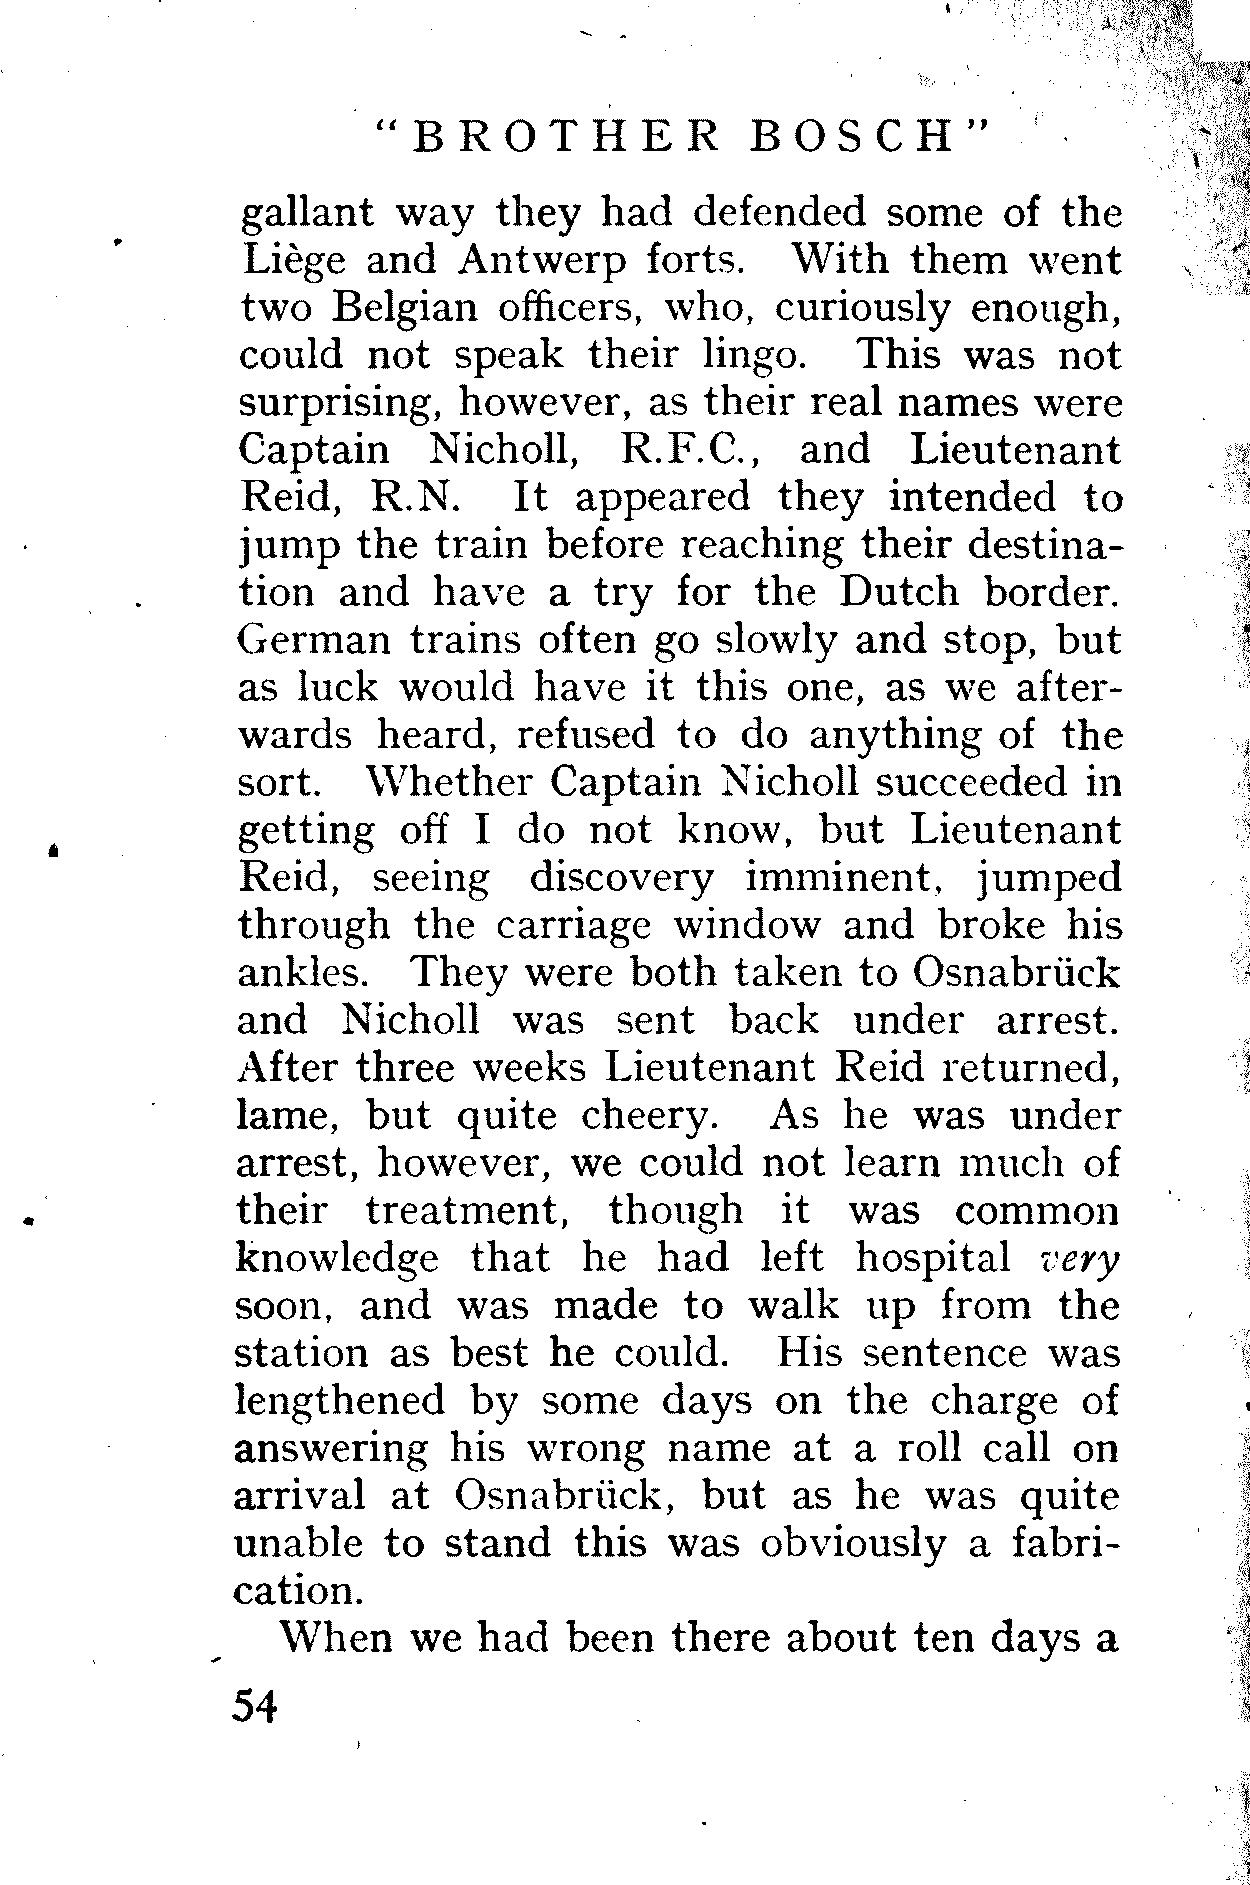 "BROTHER BOSCH"
gallant way they had defended some of the
Liège and Antwerp forts. With them went
two Belgian officers, who, curiously enough,
could not speak their lingo. This was not
surprising, however, as their real names were
Captain Nicholl, R.F.C., and Lieutenant
Reid, R.N. It appeared they intended to
jump the train before reaching their destina-
tion and have a try for the Dutch border.
German trains often go slowly and stop, but
as luck would have it this one, as we after-
wards heard, refused to do anything of the
sort. Whether Captain Nicholl succeeded in
getting off I do not know, but Lieutenant
Reid, seeing discovery imminent, jumped
through the carriage window and broke his
ankles. They were both taken to Osnabrück
and Nicholl was sent back under arrest.
After three weeks Lieutenant Reid returned,
lame, but quite cheery. As he was under
arrest, however, we could not learn much of
their treatment, though it was common
knowledge that he had left hospital very
soon, and was made to walk up from the
station as best he could. His sentence was
lengthened by some days on the charge of
answering his wrong name at a roll call on
arrival at Osnabrück, but as he was quite
unable to stand this was obviously a fabri-
cation.
When we had been there about ten days a
54